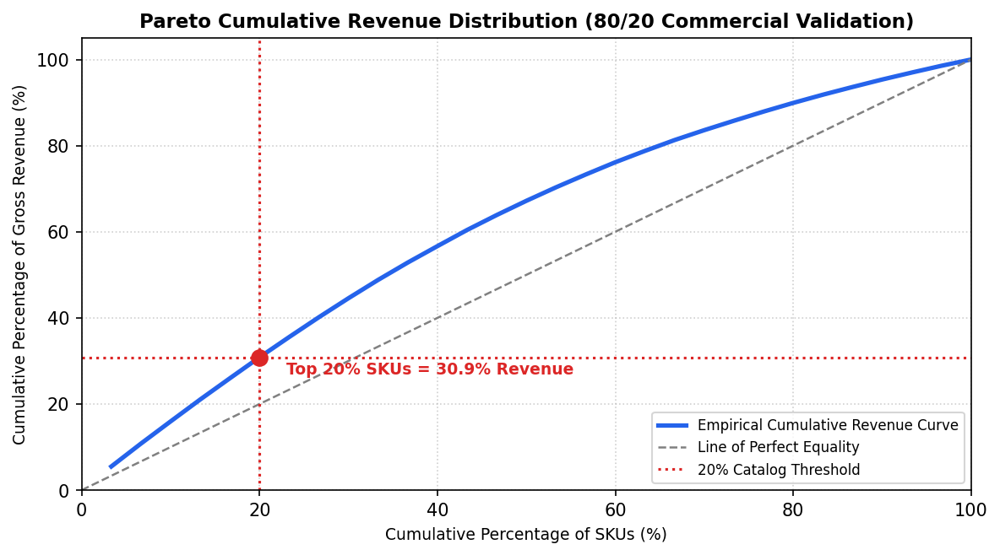 Pareto Cumulative Revenue Distribution (80/20 Commercial Validation)
Cumulative Percentage of Gross Revenue (%)
100
80
60
40
20
0
Top 20% SKUs = 30.9% Revenue
Empirical Cumulative Revenue Curve
Line of Perfect Equality
20% Catalog Threshold
0
20
40
60
80
100
Cumulative Percentage of SKUs (%)